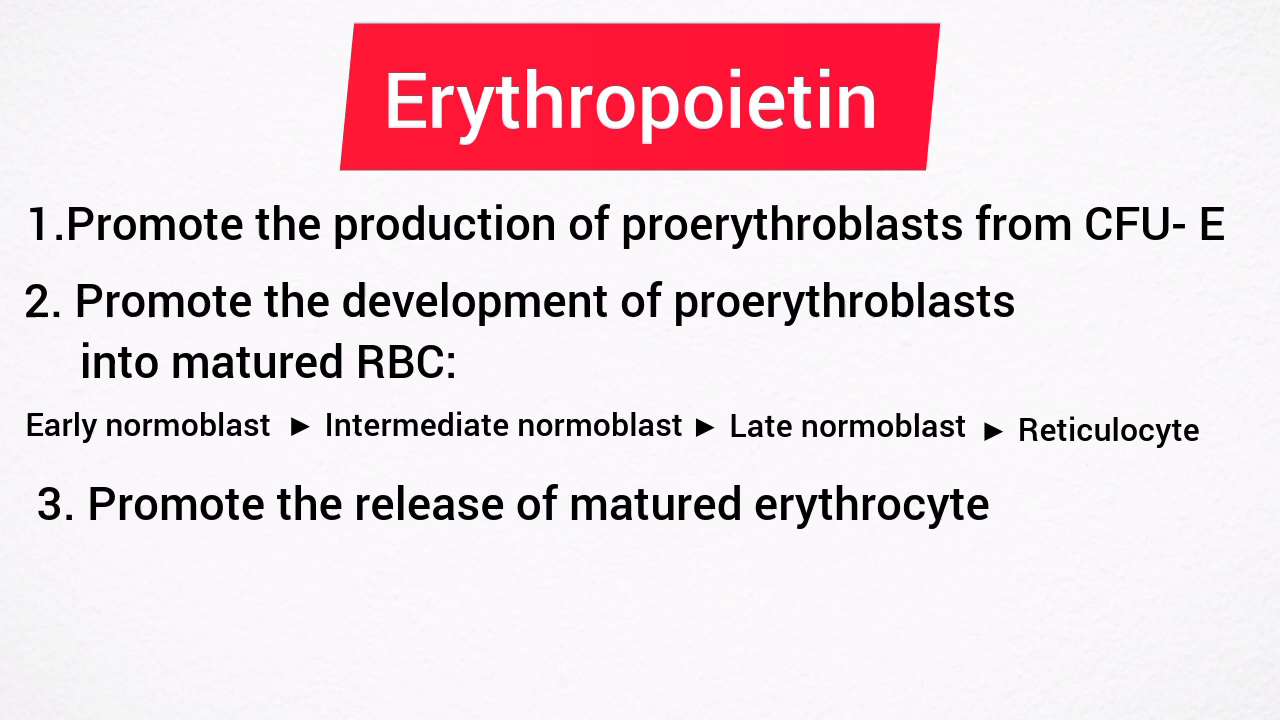 Erythropoietin
1.Promote the production of proerythroblasts from CFU- E
2. Promote the development of proerythroblasts
into matured RBC:
Early normoblast ► Intermediate normoblast ► Late normoblast ► Reticulocyte
3. Promote the release of matured erythrocyte